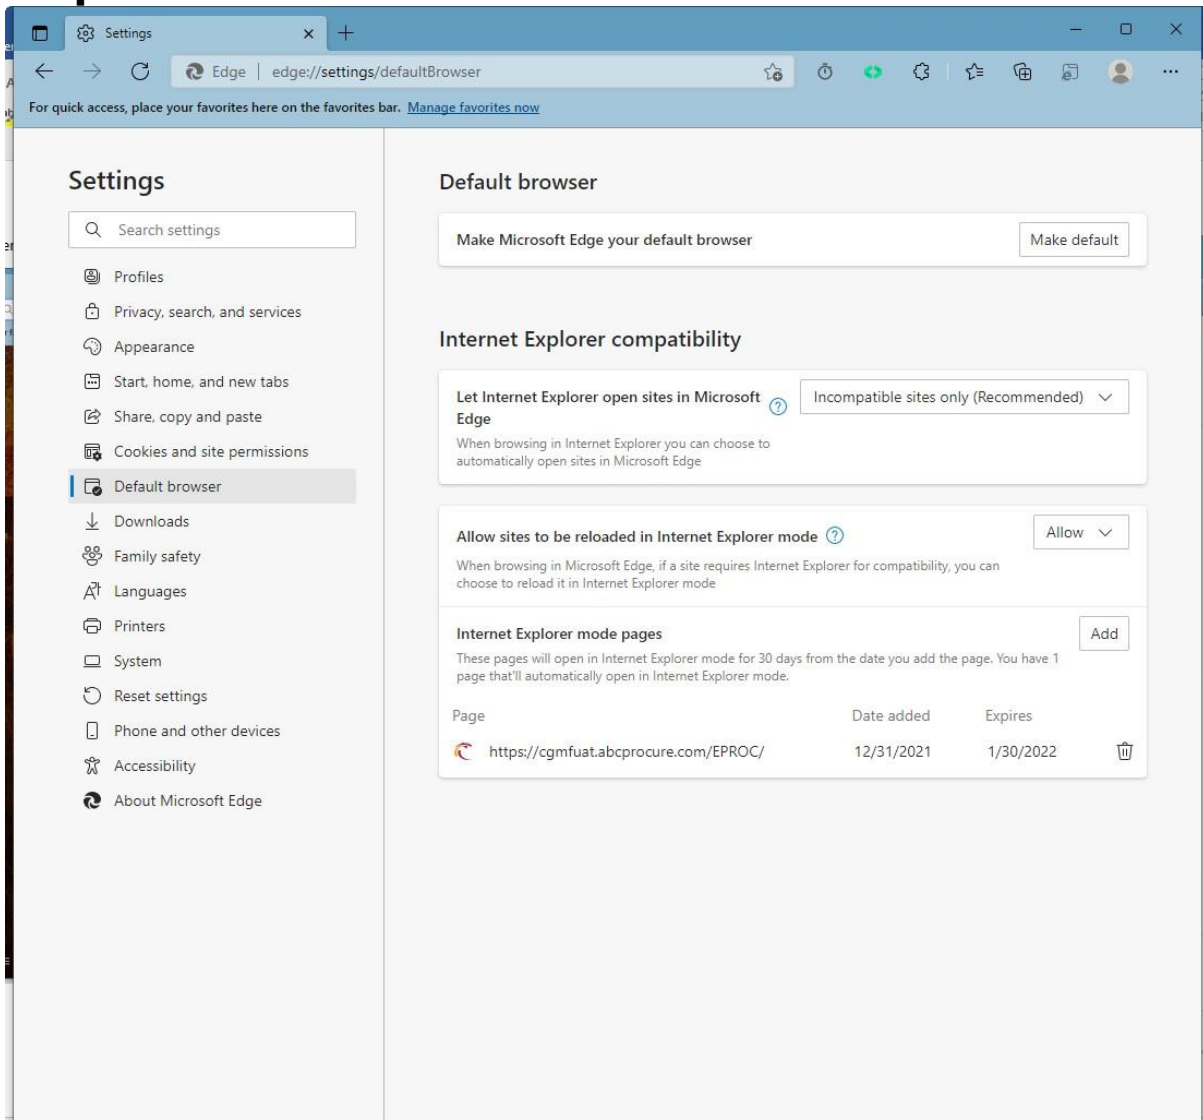 Settings
Edge | edge://settings/defaultBrowser
For quick access, place your favorites here on the favorites bar. Manage favorites now
Settings
Search settings
Profiles
Privacy, search, and services
Appearance
Start, home, and new tabs
Share, copy and paste
Cookies and site permissions
Default browser
Downloads
Family safety
Languages
Printers
System
Reset settings
Phone and other devices
Accessibility
About Microsoft Edge
Default browser
Make Microsoft Edge your default browser
Make default
Internet Explorer compatibility
Let Internet Explorer open sites in Microsoft
Edge
Incompatible sites only (Recommended)
When browsing in Internet Explorer you can choose to
automatically open sites in Microsoft Edge
Allow sites to be reloaded in Internet Explorer mode
Allow
When browsing in Microsoft Edge, if a site requires Internet Explorer for compatibility, you can
choose to reload it in Internet Explorer mode
Internet Explorer mode pages
Add
These pages will open in Internet Explorer mode for 30 days from the date you add the page. You have 1
page that'll automatically open in Internet Explorer mode.
Page Date added Expires
https://cgmfuat.abcprocure.com/EPROC/ 12/31/2021 1/30/2022